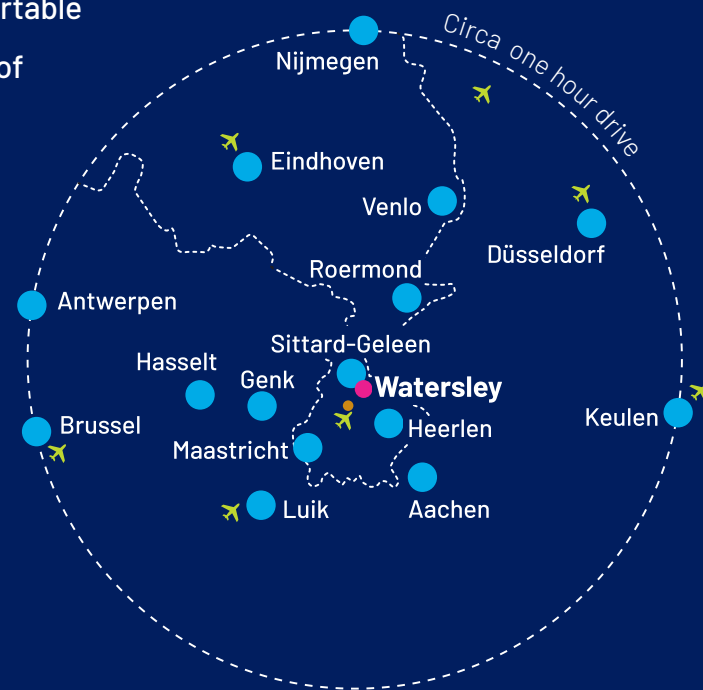 rtable
of
Circa one hour drive
Nijmegen
Eindhoven
Venlo
Düsseldorf
Roermond
Antwerpen
Sittard-Geleen
Hasselt
Genk
Watersley
Keulen
Brussel
Heerlen
Maastricht
Luik
Aachen